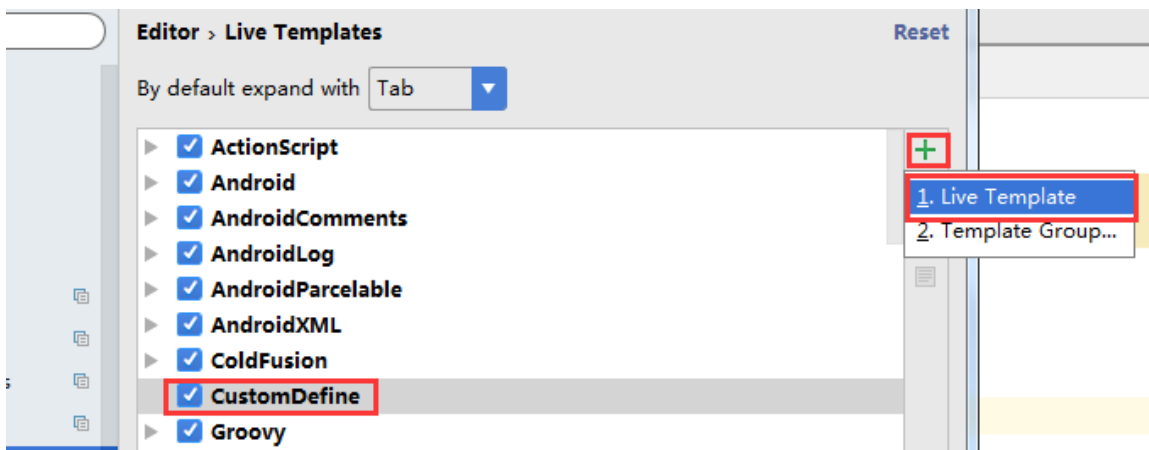 Editor › Live Templates
Reset
By default expand with Tab
ActionScript
Android
1. Live Template
AndroidComments
2. Template Group...
AndroidLog
AndroidParcelable
AndroidXML
ColdFusion
CustomDefine
Groovy